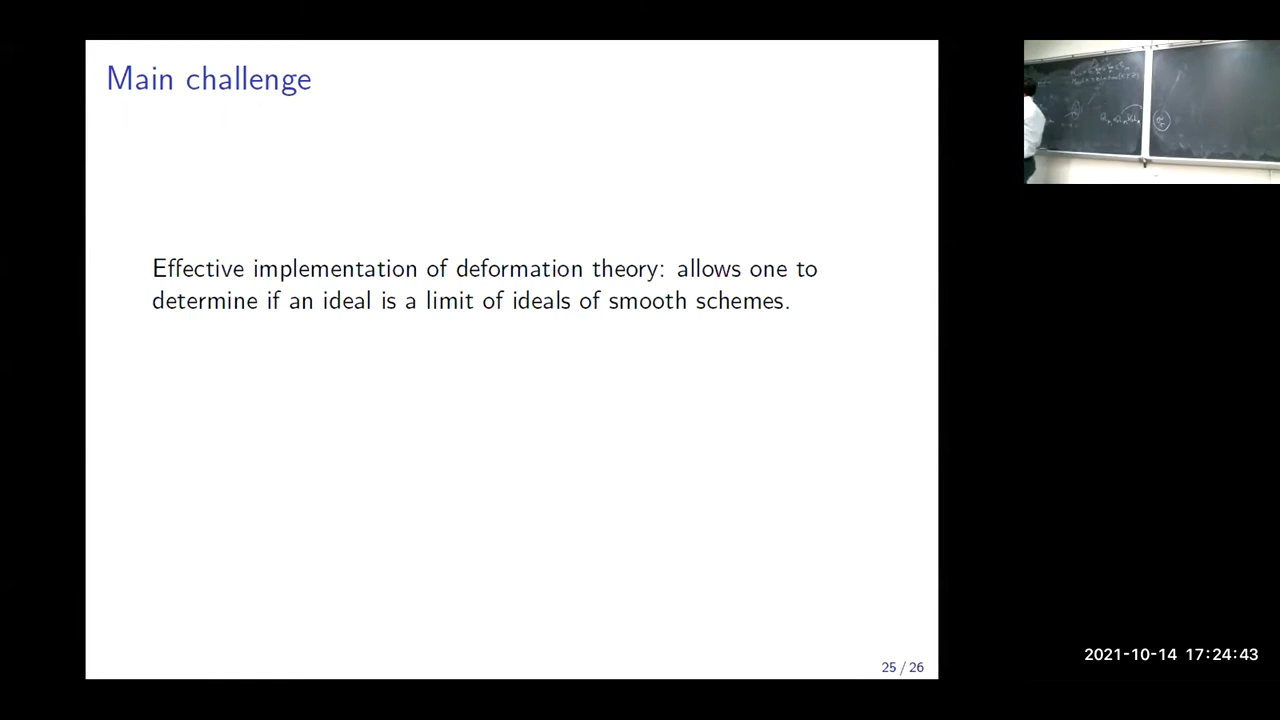 Main challenge
Effective implementation of deformation theory: allows one to
determine if an ideal is a limit of ideals of smooth schemes.
25 / 26
2021-10-14 17:24:43